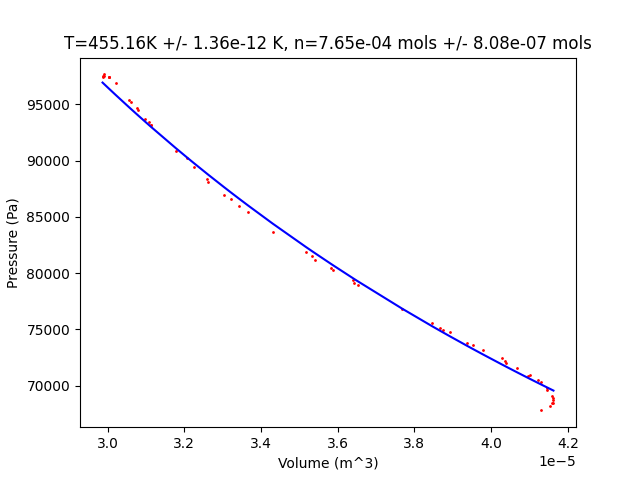 T=455.16K +/- 1.36e-12 K, n=7.65e-04 mols +/- 8.08e-07 mols
95000
90000
85000
80000
75000
70000
Pressure (Pa)
3.0 3.2 3.4 3.6 3.8 4.0 4.2
1e−5
Volume (m^3)